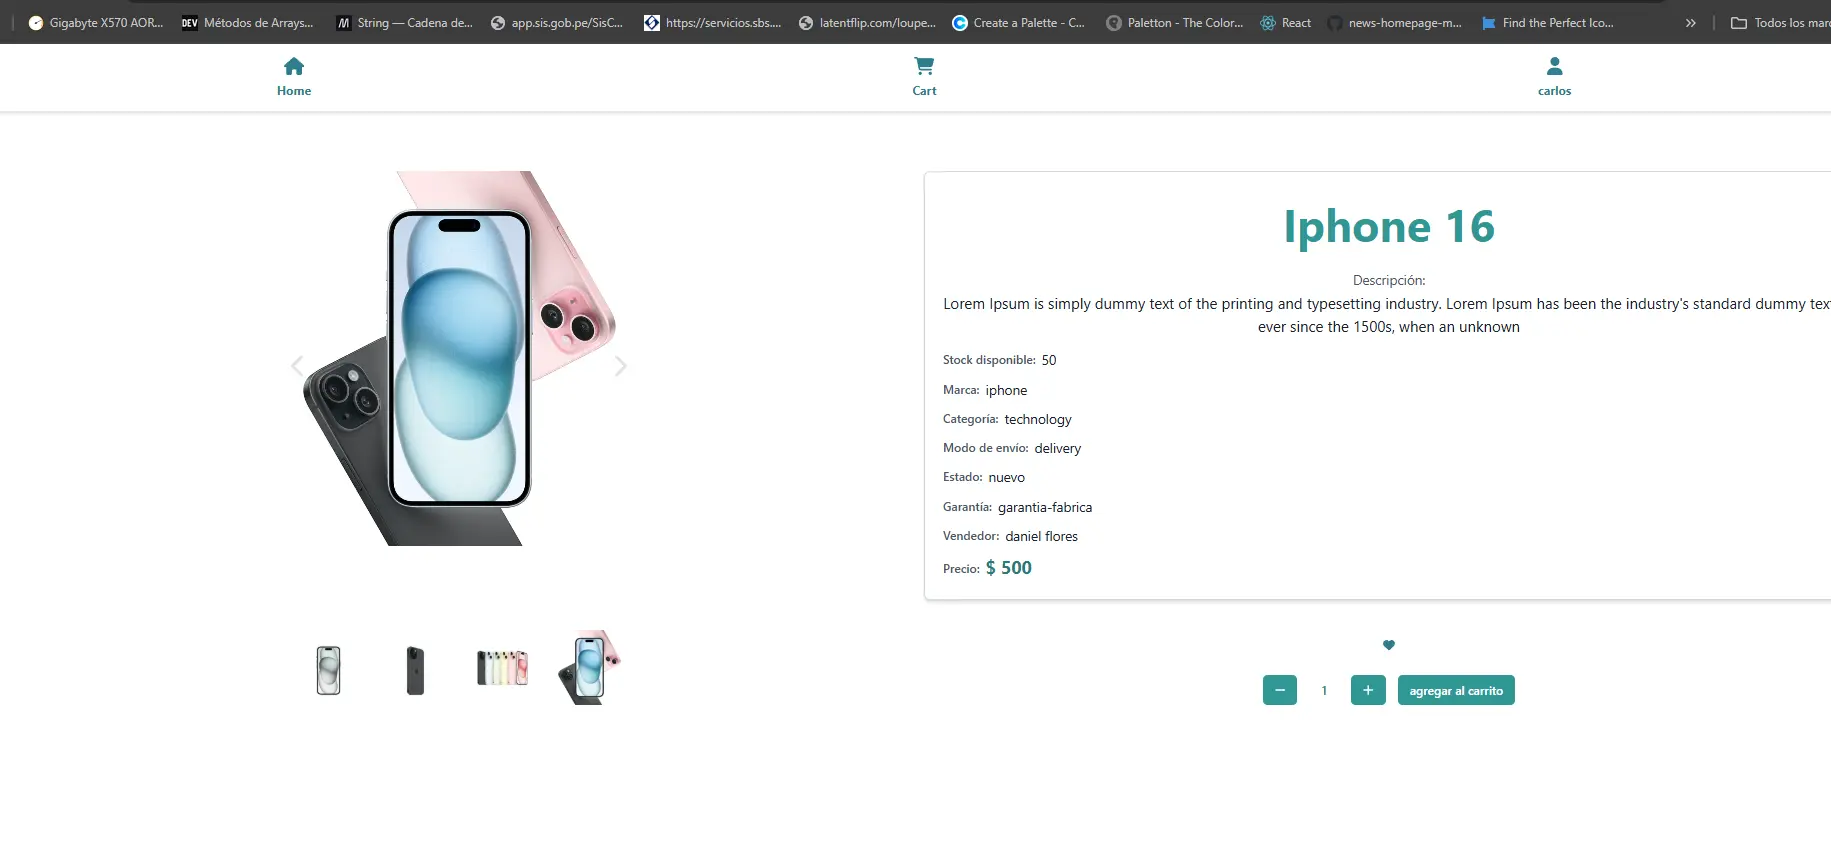 Gigabyte X570 AOR... DEV Métodos de Arrays... M String — Cadena de... app.sis.gob.pe/SisC... https://servicios.sbs.... latentflip.com/loupe... Create a Palette - C... Paletton - The Color... React news-homepage-m... Find the Perfect Ico... » Todos los mar
Home Cart carlos
Iphone 16
Descripción:
Lorem Ipsum is simply dummy text of the printing and typesetting industry. Lorem Ipsum has been the industry's standard dummy tex
ever since the 1500s, when an unknown
Stock disponible: 50
Marca: iphone
Categoría: technology
Modo de envío: delivery
Estado: nuevo
Garantía: garantia-fabrica
Vendedor: daniel flores
Precio: $ 500
− 1 + agregar al carrito